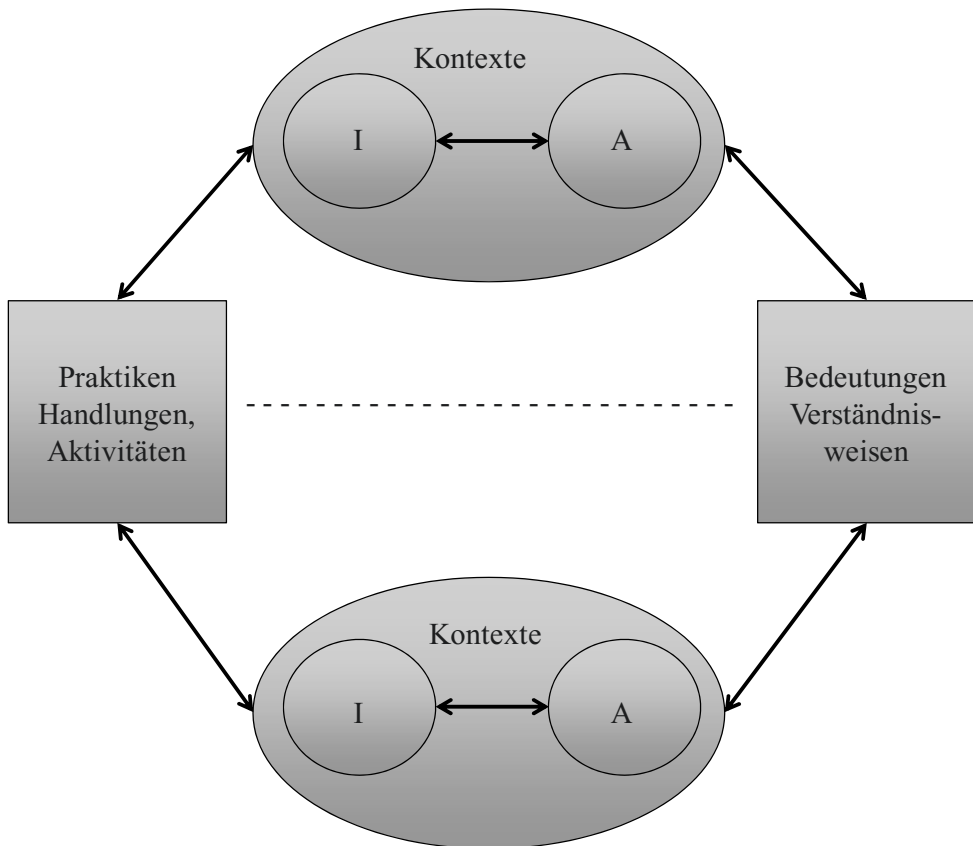 Kontexte
I
A
Praktiken
Handlungen,
Aktivitäten
Bedeutungen
Verständnis-
weisen
Kontexte
I
A